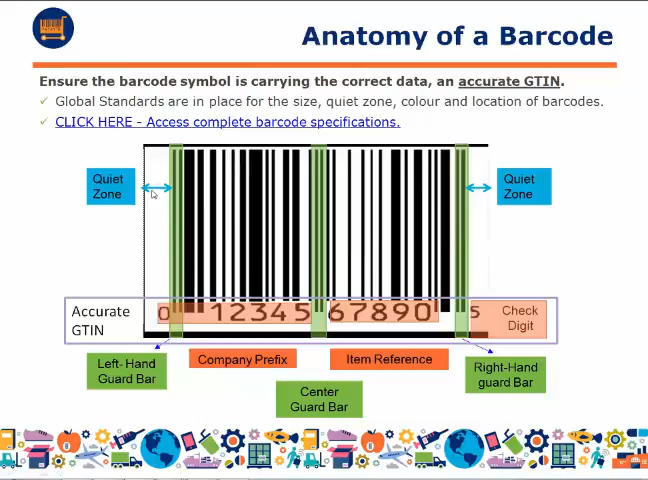 Anatomy of a Barcode
Ensure the barcode symbol is carrying the correct data, an accurate GTIN.
✓ Global Standards are in place for the size, quiet zone, colour and location of barcodes.
✓ CLICK HERE - Access complete barcode specifications.
Quiet
Zone
Quiet
Zone
Accurate
GTIN
0 12345 67890 5
Check
Digit
Left- Hand
Guard Bar
Company Prefix
Item Reference
Right-Hand
guard Bar
Center
Guard Bar